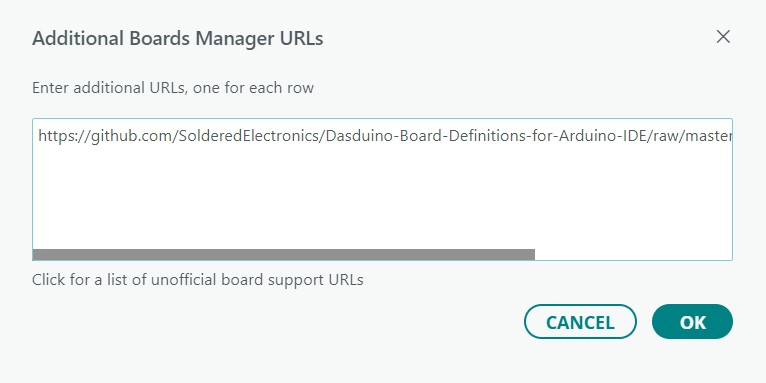 Additional Boards Manager URLs
Enter additional URLs, one for each row
https://github.com/SolderedElectronics/Dasduino-Board-Definitions-for-Arduino-IDE/raw/master
Click for a list of unofficial board support URLs
CANCEL
OK